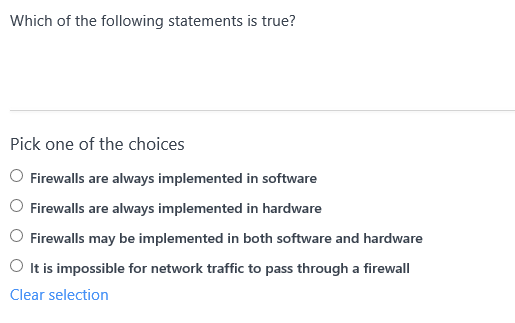 Which of the following statements is true?
Pick one of the choices
Firewalls are always implemented in software
Firewalls are always implemented in hardware
Firewalls may be implemented in both software and hardware
It is impossible for network traffic to pass through a firewall
Clear selection